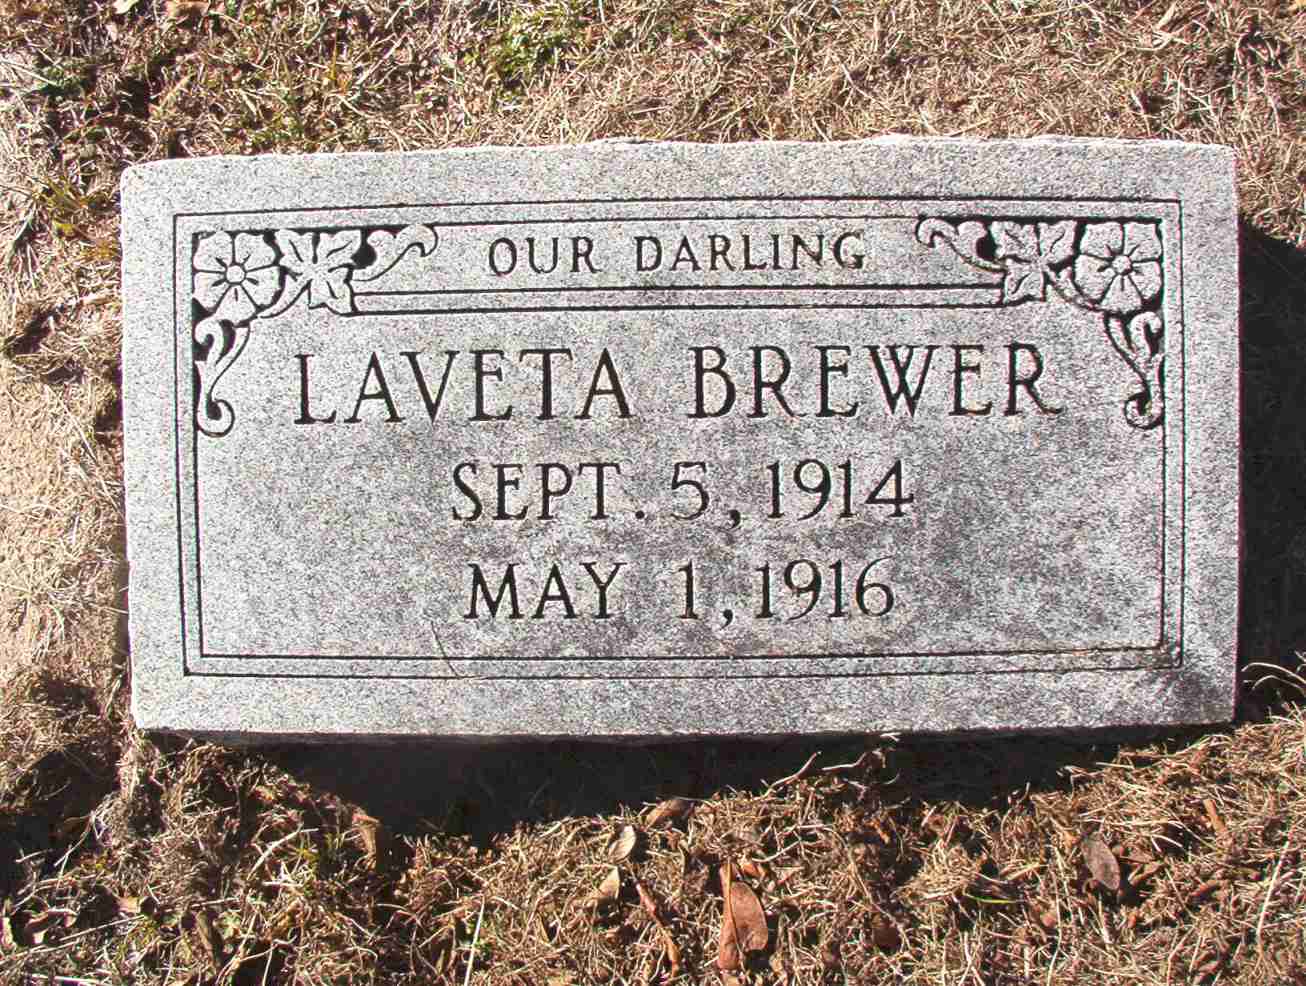 OUR DARLING
LAVETA BREWER
SEPT. 5, 1914
MAY 1, 1916